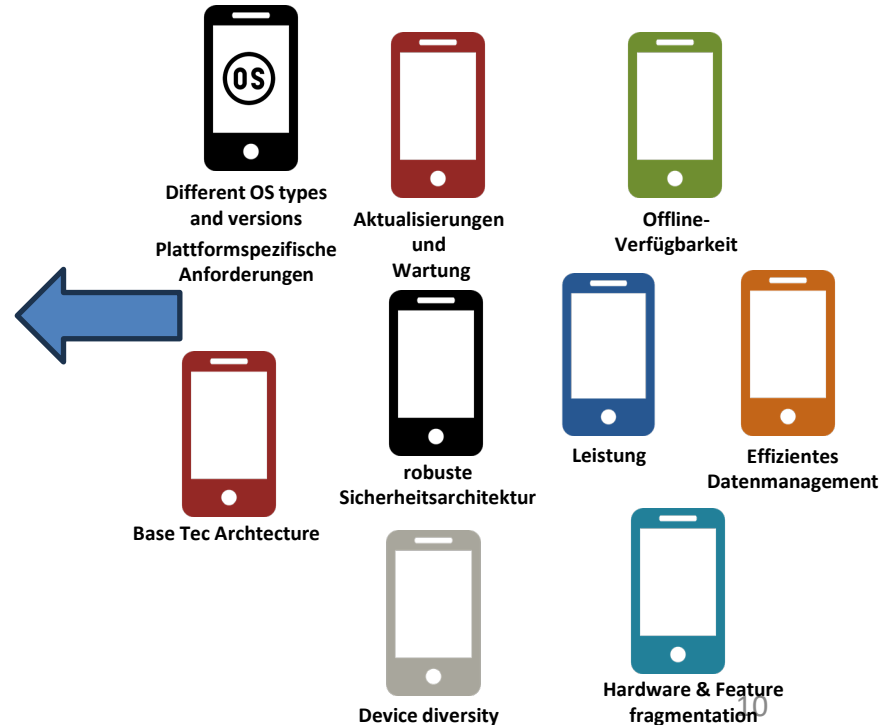 OS
Different OS types
and versions
Plattformspezifische
Anforderungen
Aktualisierungen
und
Wartung
Offline-
Verfügbarkeit
Base Tec Archtecture
robuste
Sicherheitsarchitektur
Leistung
Effizientes
Datenmanagement
Device diversity
Hardware & Feature
fragmentation
10